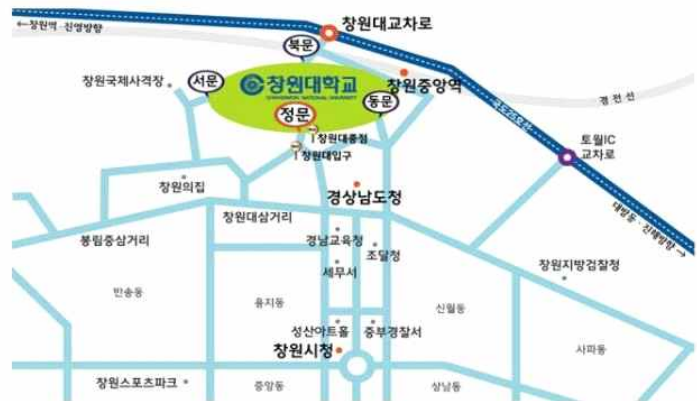 ←창원역·진영방향
창원대교차로
북문
창원국제사격장
서문
창원대학교
CHANGWON NATIONAL UNIVERSITY
창원중앙역
동문
정문
경전선
국도25호선
창원대종점
창원대입구
토월IC
교차로
창원의집
경상남도청
창원대삼거리
대방동·진해방향→
봉림중삼거리
경남교육청
조달청
세무서
창원지방검찰청
반송동
용지동
신월동
성산아트홀
중부경찰서
창원시청
사파동
창원스포츠파크
중앙동
상남동